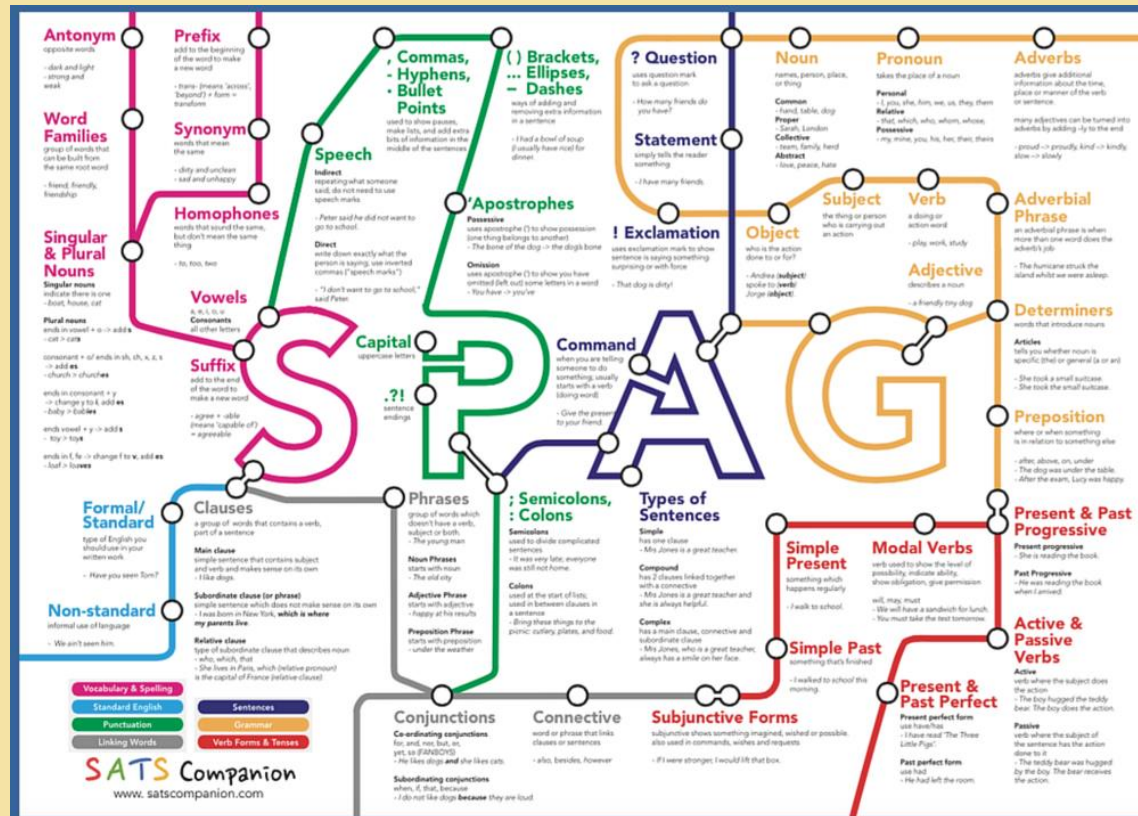 Antonym
opposite words
- dark and light
- strong and
weak
Prefix
add to the beginning
of the word to make
a new word
- trans- (means 'across',
'beyond') + form =
transform
Word
Families
group of words that
can be built from
the same root word
- friend, friendly,
friendship
Synonym
words that mean
the same
- dirty and unclean
- sad and unhappy
Homophones
words that sound the same,
but don't mean the same
thing
- to, too, two
Singular
& Plural
Nouns
Singular nouns
indicate there is one
- boat, house, cat
Plural nouns
ends in vowel + o -> add s
- cat > cats
consonant + o/ ends in sh, ch, x, z, s
-> add es
- church > churches
ends in consonant + y
-> change y to i, add es
- baby > babies
ends vowel + y -> add s
- toy > toys
ends in f, fe -> change f to v, add es
- loaf > loaves
Vowels
a, e, i, o, u
Consonants
all other letters
Suffix
add to the end
of the word to
make a new word
- agree + -able
(means 'capable of')
= agreeable
, Commas,
- Hyphens,
· Bullet
Points
used to show pauses,
make lists, and add extra
bits of information in the
middle of the sentences
Speech
Indirect
repeating what someone
said, do not need to use
speech marks
- Peter said he did not want to
go to school.
Direct
write down exactly what the
person is saying, use inverted
commas ("speech marks")
- "I don't want to go to school,"
said Peter.
( ) Brackets,
... Ellipses,
– Dashes
ways of adding and
removing extra information
in a sentence
- I had a bowl of soup
(I usually have rice) for
dinner.
'Apostrophes
Possessive
uses apostrophe (') to show possession
(one thing belongs to another)
- The bone of the dog -> the dog's bone
Omission
uses apostrophe (') to show you have
omitted (left out) some letters in a word
- You have -> you've
Capital
uppercase letters
.?!
sentence
endings
SPAG
? Question
uses question mark
to ask a question
- How many friends do
you have?
Statement
simply tells the reader
something
- I have many friends.
! Exclamation
uses exclamation mark to show
sentence is saying something
surprising or with force
- That dog is dirty!
Command
when you are telling
someone to do
something, usually
starts with a verb
(doing word)
- Give the present
to your friend.
Noun
names, person, place,
or thing
Common
- hand, table, dog
Proper
- Sarah, London
Collective
- team, family, herd
Abstract
- love, peace, hate
Pronoun
takes the place of a noun
Personal
- I, you, she, him, we, us, they, them
Relative
- that, which, who, whom, whose,
Possessive
- my, mine, you, his, her, their, theirs
Adverbs
adverbs give additional
information about the time,
place or manner of the verb
or sentence.
many adjectives can be turned into
adverbs by adding -ly to the end
- proud -> proudly, kind -> kindly,
slow -> slowly
Object
who is the action
done to or for?
- Andrea (subject)
spoke to (verb)
Jorge (object)
Subject
the thing or person
who is carrying out
an action
Verb
a doing or
action word
- play, work, study
Adjective
describes a noun
- a friendly tiny dog
Adverbial
Phrase
an adverbial phrase is when
more than one word does the
adverb's job
- The hurricane struck the
island whilst we were asleep.
Determiners
words that introduce nouns
Articles
tells you whether noun is
specific (the) or general (a or an)
- She took a small suitcase.
- She took the small suitcase.
Preposition
where or when something
is in relation to something else
- after, above, on, under
- The dog was under the table.
- After the exam, Lucy was happy.
Formal/
Standard
type of English you
should use in your
written work
- Have you seen Tom?
Non-standard
informal use of language
- We ain't seen him.
Clauses
a group of words that contains a verb,
part of a sentence
Main clause
simple sentence that contains subject
and verb and makes sense on its own
- I like dogs.
Subordinate clause (or phrase)
simple sentence which does not make sense on its own
- I was born in New York, which is where
my parents live.
Relative clause
type of subordinate clause that describes noun
- who, which, that
- She lives in Paris, which (relative pronoun)
is the capital of France (relative clause)
Phrases
group of words which
doesn't have a verb,
subject or both.
- The young man
Noun Phrases
starts with noun
- The old city
Adjective Phrase
starts with adjective
- happy at his results
Preposition Phrase
starts with preposition
- under the weather
; Semicolons,
: Colons
Semicolons
used to divide complicated
sentences
- It was very late; everyone
was still not home.
Colons
used at the start of lists;
used in between clauses in
a sentence
- Bring these things to the
picnic: cutlery, plates, and food
Types of
Sentences
Simple
has one clause
- Mrs Jones is a great teacher.
Compound
has 2 clauses linked together
with a connective
- Mrs Jones is a great teacher and
she is always helpful.
Complex
has a main clause, connective and
subordinate clause
- Mrs Jones, who is a great teacher,
always has a smile on her face.
Simple
Present
something which
happens regularly
- I walk to school.
Modal Verbs
verb used to show the level of
possibility, indicate ability,
show obligation, give permission
will, may, must
- We will have a sandwich for lunch.
- You must take the test tomorrow.
Present & Past
Progressive
Present progressive
- She is reading the book.
Past Progressive
- He was reading the book
when I arrived.
Simple Past
something that's
finished
- I walked to school this
morning.
Active &
Passive
Verbs
Active
verb where the subject does
the action
- The boy hugged the teddy
bear. The boy does the action.
Passive
verb where the subject of
the sentence has the action
done to it
- The teddy bear was hugged
by the boy. The bear receives
the action.
Present &
Past Perfect
Present perfect form
use have/has
- I have read 'The Three
Little Pigs'.
Past perfect form
use had
- He had left the room.
Conjunctions
Co-ordinating conjunctions
for, and, nor, but, or,
yet, so (FANBOYS)
- He likes dogs and she likes cats.
Subordinating conjunctions
when, if, that, because
- I do not like dogs because they are loud
Connective
word or phrase that links
clauses or sentences
- also, besides, however
Subjunctive Forms
subjunctive shows something imagined, wished or possible.
also used in commands, wishes and requests
- If I were stronger, I would lift that box.
Vocabulary & Spelling
Standard English
Punctuation
Linking Words
Sentences
Grammar
Verb Forms & Tenses
SATS Companion
www. satscompanion.com